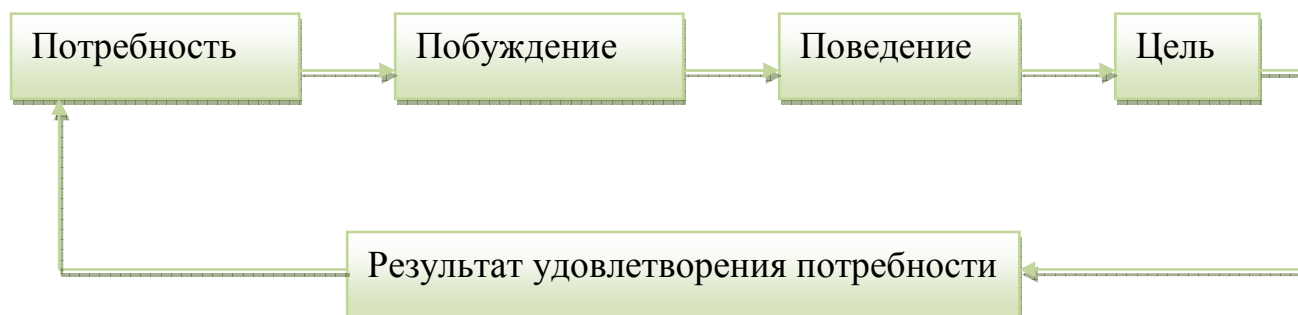 Потребность
Побуждение
Поведение
Цель
Результат удовлетворения потребности